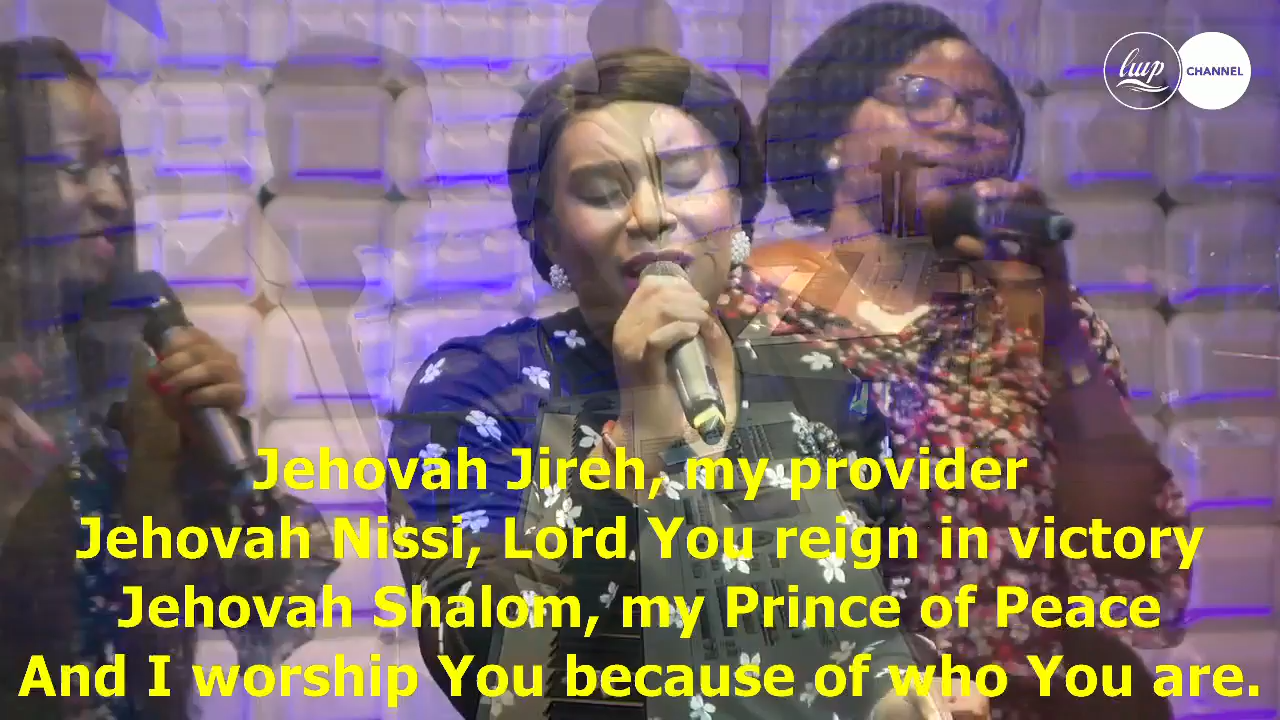 lwp CHANNEL
Jehovah Jireh, my provider
Jehovah Nissi, Lord You reign in victory
Jehovah Shalom, my Prince of Peace
And I worship You because of who You are.